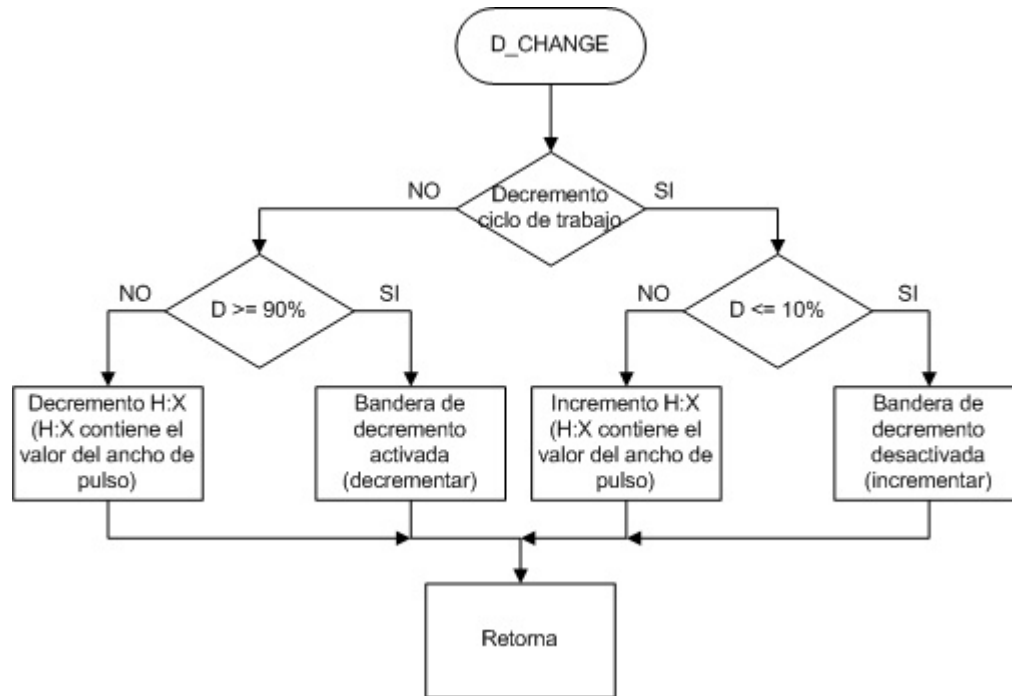 D_CHANGE
NO
Decremento
ciclo de trabajo
SI
NO
D >= 90%
SI
NO
D <= 10%
SI
Decremento H:X
(H:X contiene el
valor del ancho de
pulso)
Bandera de
decremento
activada
(decrementar)
Incremento H:X
(H:X contiene el
valor del ancho de
pulso)
Bandera de
decremento
desactivada
(incrementar)
Retorna